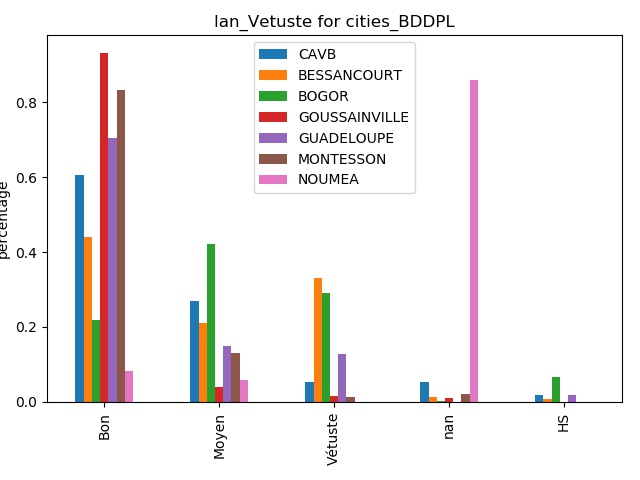 lan_Vetuste for cities_BDDPL
CAVB
BESSANCOURT
BOGOR
GOUSSAINVILLE
GUADELOUPE
MONTESSON
NOUMEA
percentage
0.8
0.6
0.4
0.2
0.0
Bon
Moyen
Vétuste
nan
HS